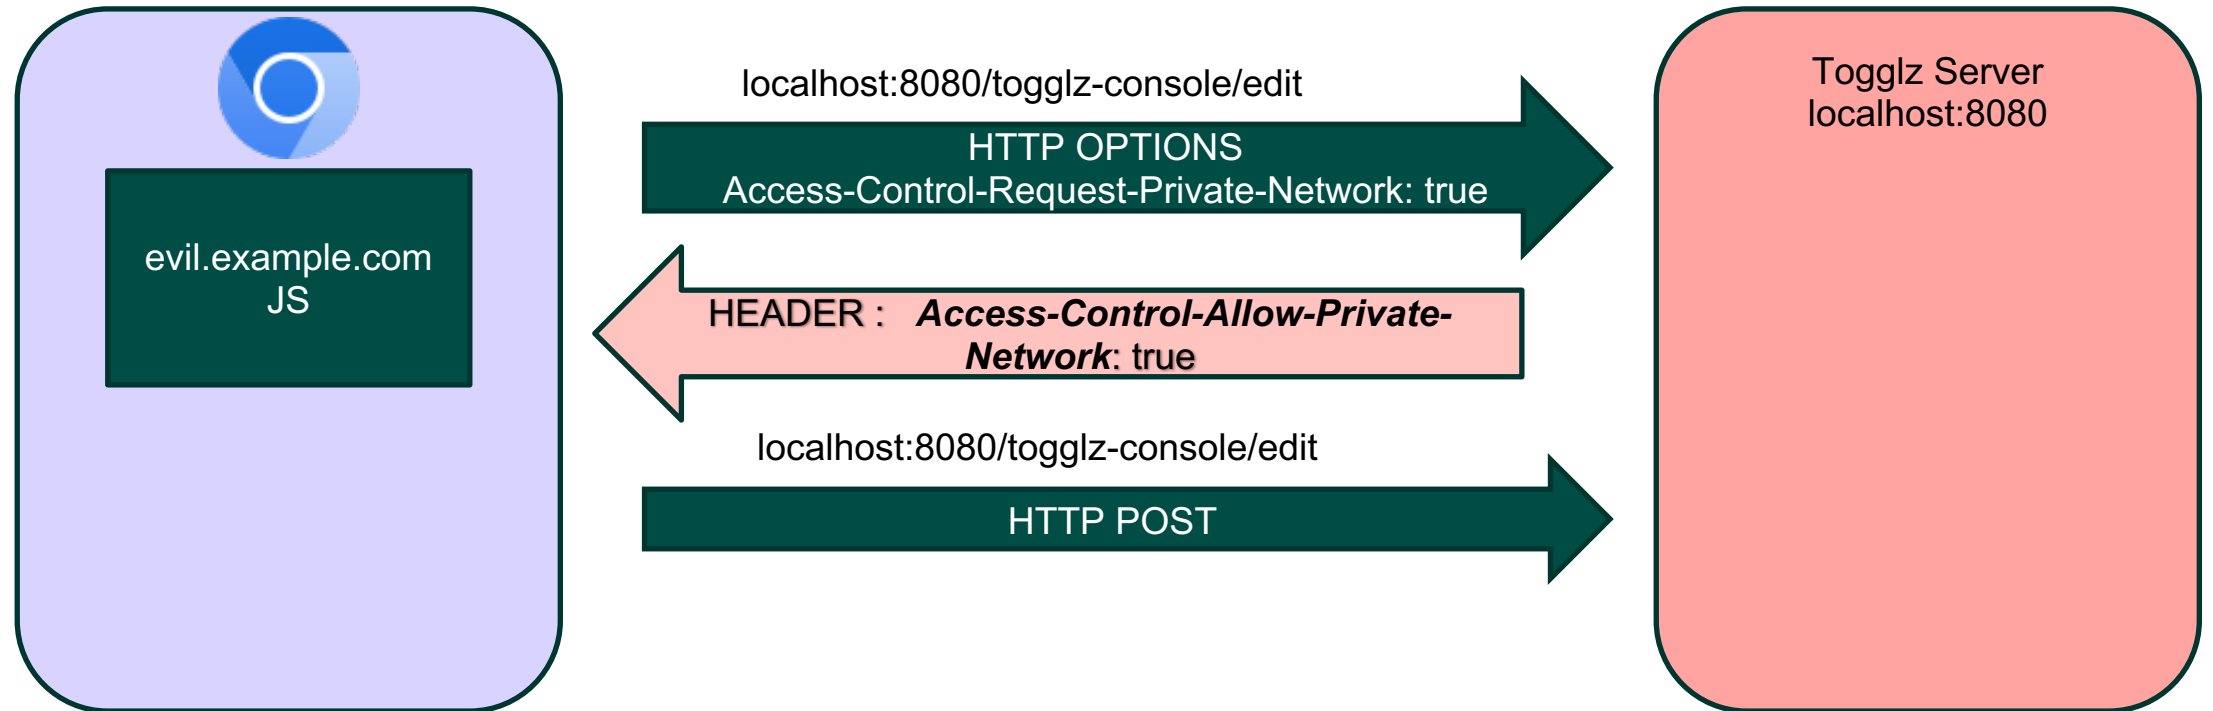 localhost:8080/togglz-console/edit
HTTP OPTIONS
Access-Control-Request-Private-Network: true
evil.example.com
JS
HEADER : Access-Control-Allow-Private-
Network: true
localhost:8080/togglz-console/edit
HTTP POST
Togglz Server
localhost:8080